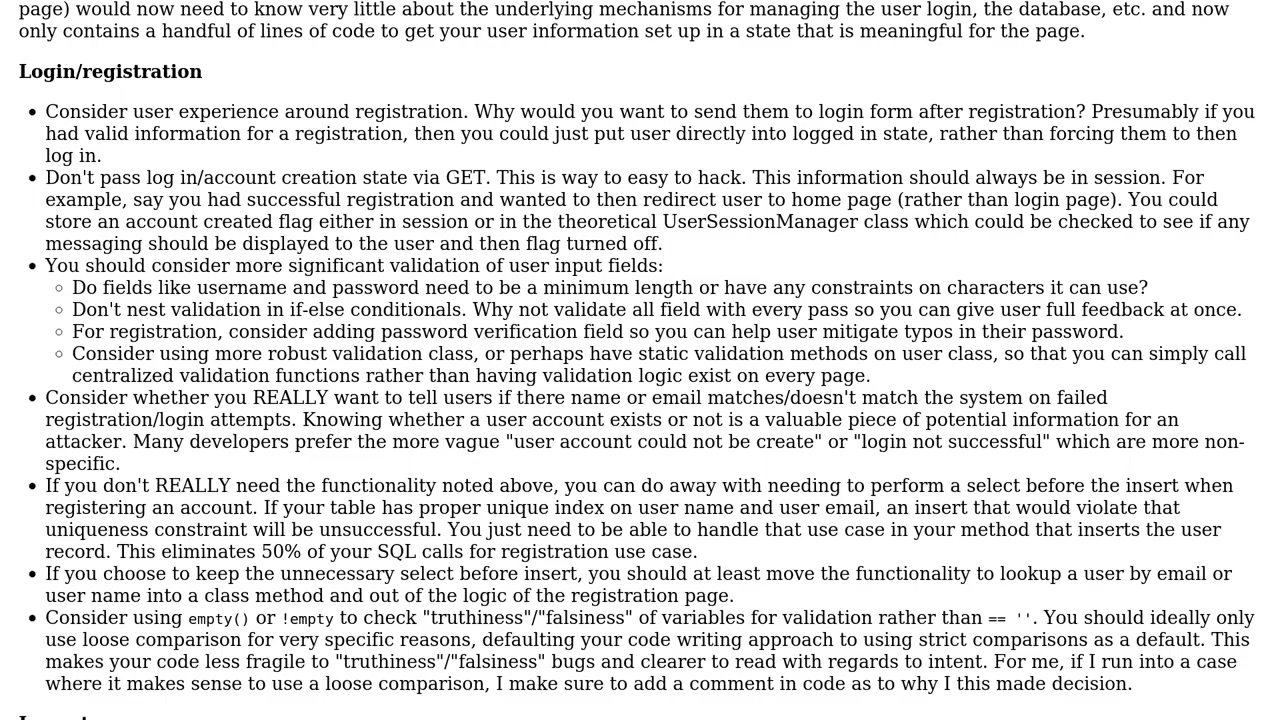 page) would now need to know very little about the underlying mechanisms for managing the user login, the database, etc. and now
only contains a handful of lines of code to get your user information set up in a state that is meaningful for the page.
Login/registration
• Consider user experience around registration. Why would you want to send them to login form after registration? Presumably if you
had valid information for a registration, then you could just put user directly into logged in state, rather than forcing them to then
log in.
• Don't pass log in/account creation state via GET. This is way to easy to hack. This information should always be in session. For
example, say you had successful registration and wanted to then redirect user to home page (rather than login page). You could
store an account created flag either in session or in the theoretical UserSessionManager class which could be checked to see if any
messaging should be displayed to the user and then flag turned off.
• You should consider more significant validation of user input fields:
◦ Do fields like username and password need to be a minimum length or have any constraints on characters it can use?
◦ Don't nest validation in if-else conditionals. Why not validate all field with every pass so you can give user full feedback at once.
◦ For registration, consider adding password verification field so you can help user mitigate typos in their password.
◦ Consider using more robust validation class, or perhaps have static validation methods on user class, so that you can simply call
centralized validation functions rather than having validation logic exist on every page.
• Consider whether you REALLY want to tell users if there name or email matches/doesn't match the system on failed
registration/login attempts. Knowing whether a user account exists or not is a valuable piece of potential information for an
attacker. Many developers prefer the more vague "user account could not be create" or "login not successful" which are more non-
specific.
• If you don't REALLY need the functionality noted above, you can do away with needing to perform a select before the insert when
registering an account. If your table has proper unique index on user name and user email, an insert that would violate that
uniqueness constraint will be unsuccessful. You just need to be able to handle that use case in your method that inserts the user
record. This eliminates 50% of your SQL calls for registration use case.
• If you choose to keep the unnecessary select before insert, you should at least move the functionality to lookup a user by email or
user name into a class method and out of the logic of the registration page.
• Consider using empty() or !empty to check "truthiness"/"falsiness" of variables for validation rather than == ''. You should ideally only
use loose comparison for very specific reasons, defaulting your code writing approach to using strict comparisons as a default. This
makes your code less fragile to "truthiness"/"falsiness" bugs and clearer to read with regards to intent. For me, if I run into a case
where it makes sense to use a loose comparison, I make sure to add a comment in code as to why I this made decision.